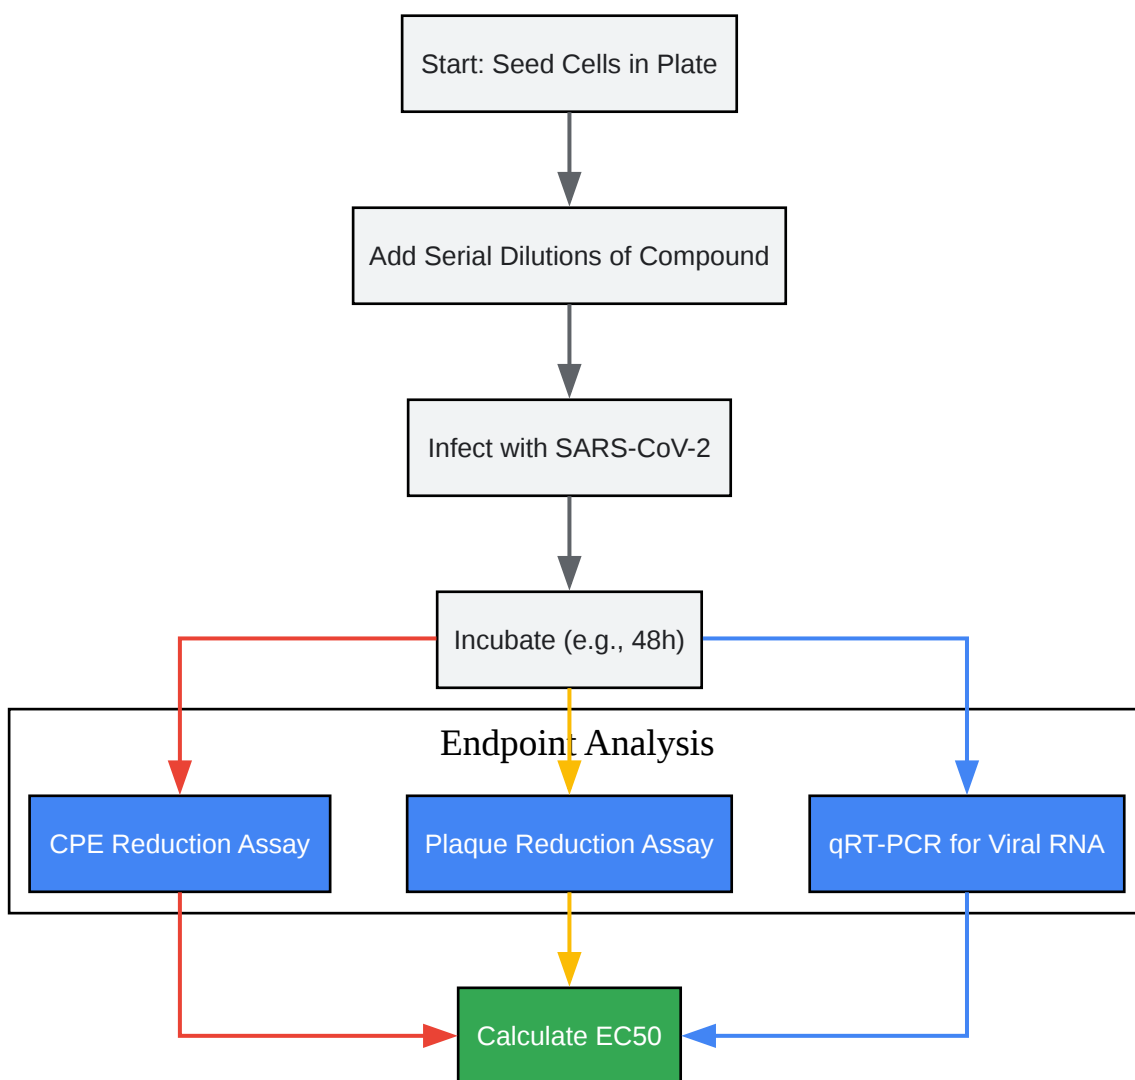 Start: Seed Cells in Plate
Add Serial Dilutions of Compound
Infect with SARS-CoV-2
Incubate (e.g., 48h)
Endpoint Analysis
CPE Reduction Assay
Plaque Reduction Assay
qRT-PCR for Viral RNA
Calculate EC50